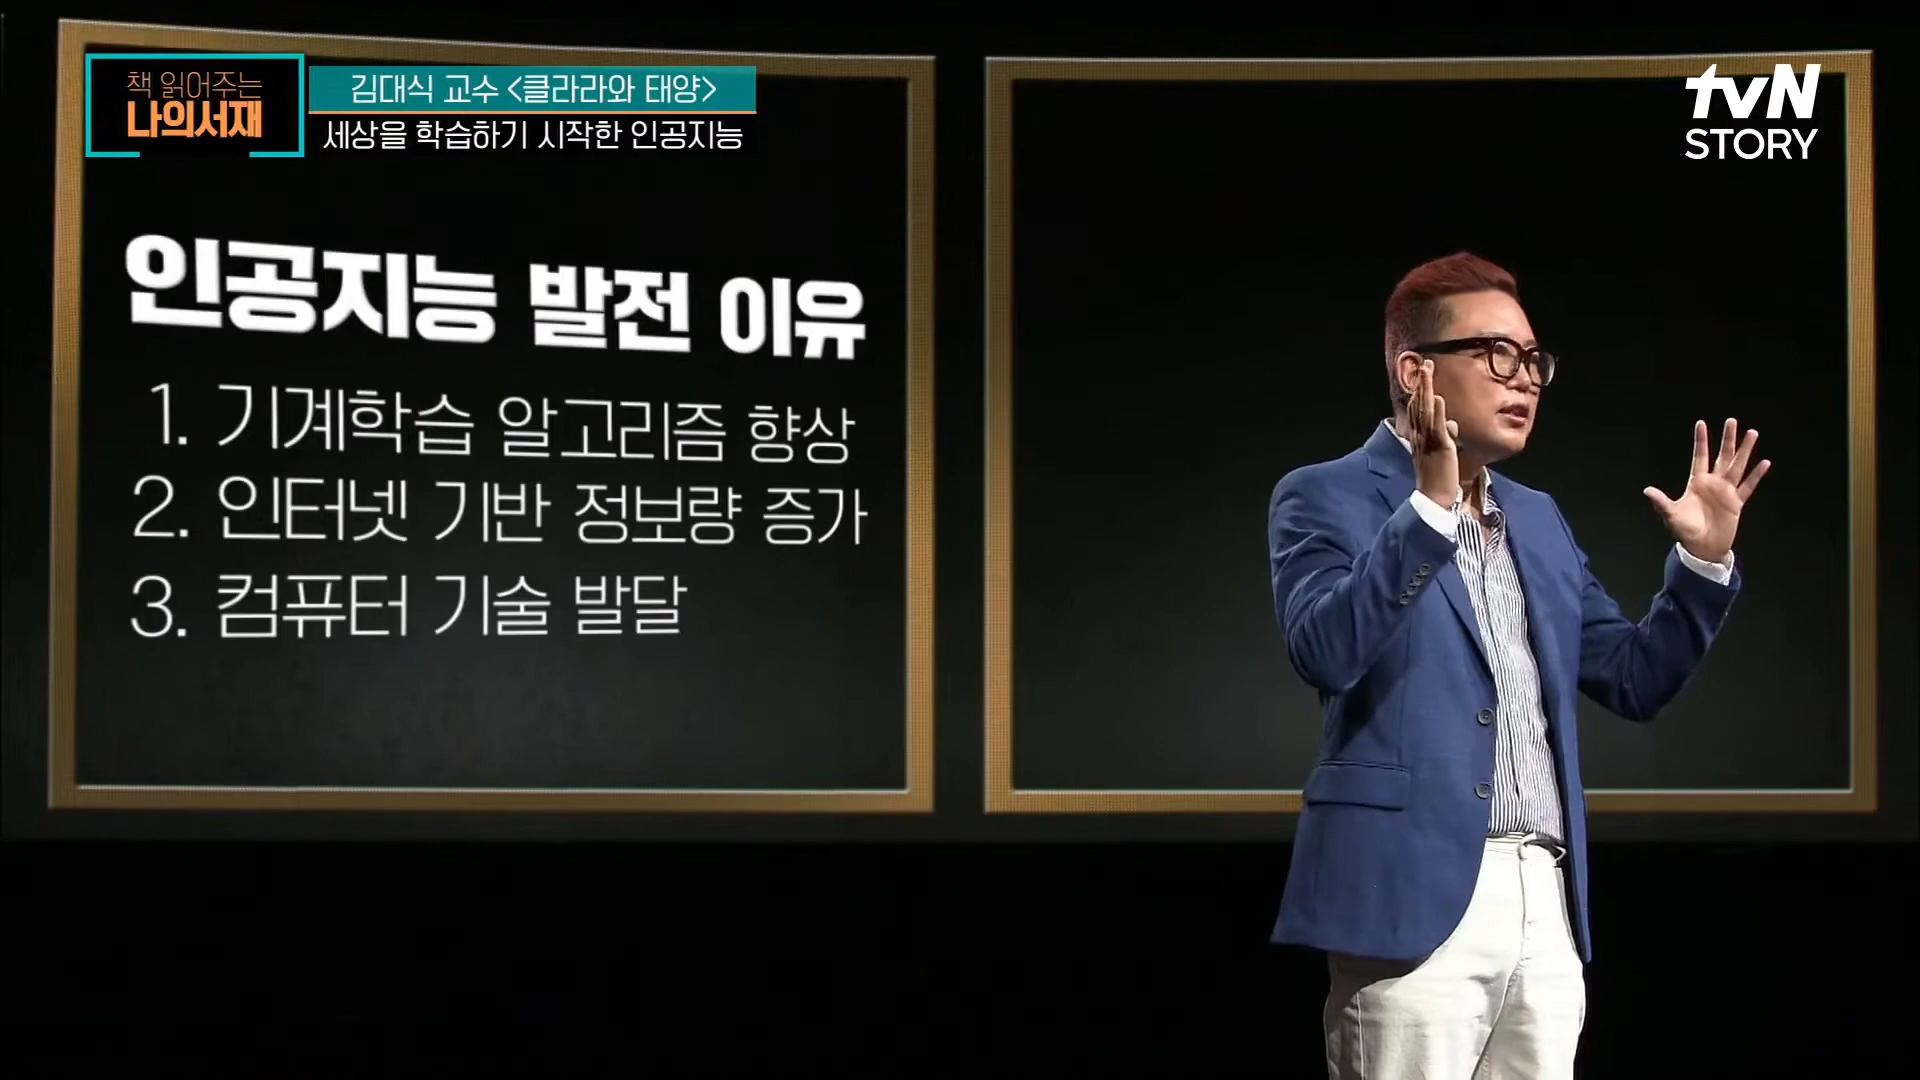 책 읽어주는
나의서재
김대식 교수 <클라라와 태양>
세상을 학습하기 시작한 인공지능
tvN
STORY
인공지능 발전 이유
1. 기계학습 알고리즘 향상
2. 인터넷 기반 정보량 증가
3. 컴퓨터 기술 발달